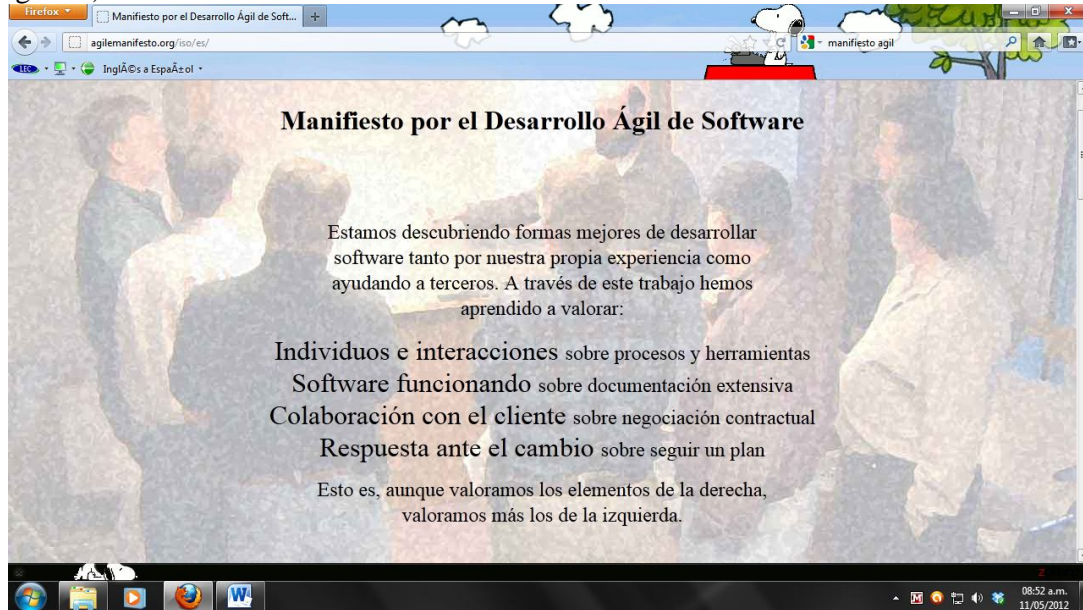 Firefox
Manifiesto por el Desarrollo Ágil de Soft...
agilemanifesto.org/iso/es/
manifiesto agil
LEC
InglÃ©s a EspaÃ±ol
Manifiesto por el Desarrollo Ágil de Software
Estamos descubriendo formas mejores de desarrollar
software tanto por nuestra propia experiencia como
ayudando a terceros. A través de este trabajo hemos
aprendido a valorar:
Individuos e interacciones sobre procesos y herramientas
Software funcionando sobre documentación extensiva
Colaboración con el cliente sobre negociación contractual
Respuesta ante el cambio sobre seguir un plan
Esto es, aunque valoramos los elementos de la derecha,
valoramos más los de la izquierda.
Z
08:52 a.m.
11/05/2012